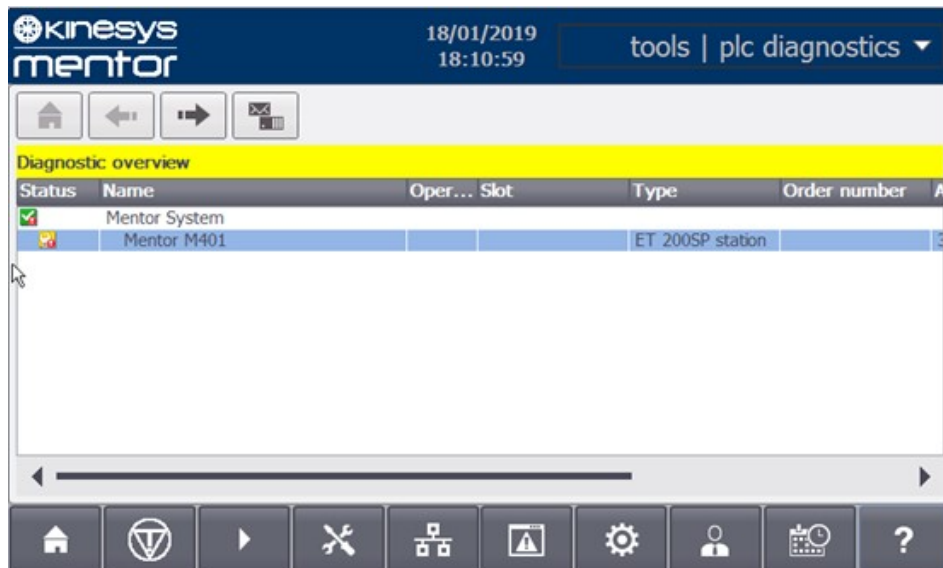 kinesys
mentor
18/01/2019
18:10:59
tools | plc diagnostics
Diagnostic overview
Status Name Oper... Slot Type Order number A
Mentor System
Mentor M401 ET 200SP station 3
?